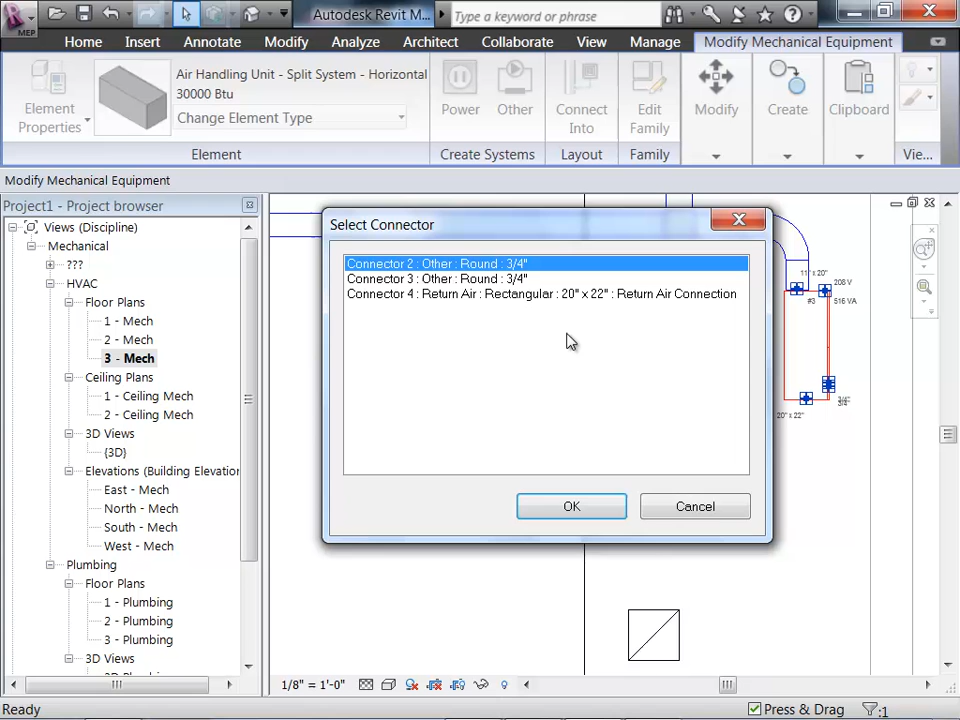 MEP
Autodesk Revit M...
Type a keyword or phrase
Home Insert Annotate Modify Analyze Architect Collaborate View Manage Modify Mechanical Equipment
Element
Properties
Air Handling Unit - Split System - Horizontal
30000 Btu
Change Element Type
Power
Other
Connect
Into
Edit
Family
Modify
Create
Clipboard
Element
Create Systems
Layout
Family
Vie...
Modify Mechanical Equipment
Project1 - Project browser
Views (Discipline)
Mechanical
???
HVAC
Floor Plans
1 - Mech
2 - Mech
3 - Mech
Ceiling Plans
1 - Ceiling Mech
2 - Ceiling Mech
3D Views
{3D}
Elevations (Building Elevation
East - Mech
North - Mech
South - Mech
West - Mech
Plumbing
Floor Plans
1 - Plumbing
2 - Plumbing
3 - Plumbing
3D Views
Select Connector
Connector 2 : Other : Round : 3/4"
Connector 3 : Other : Round : 3/4"
Connector 4 : Return Air : Rectangular : 20" x 22" : Return Air Connection
OK
Cancel
11" x 20"
208 V
#3
516 VA
20" x 22"
1/8" = 1'-0"
Ready
Press & Drag
:1